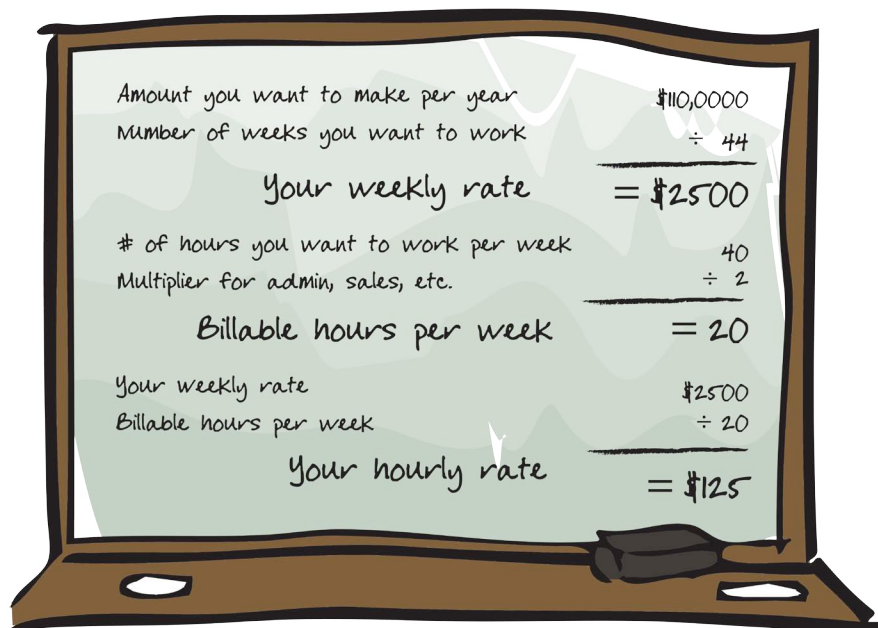 Amount you want to make per year $110,0000
Number of weeks you want to work ÷ 44
Your weekly rate = $2500
# of hours you want to work per week 40
Multiplier for admin, sales, etc. ÷ 2
Billable hours per week = 20
Your weekly rate $2500
Billable hours per week ÷ 20
Your hourly rate = $125